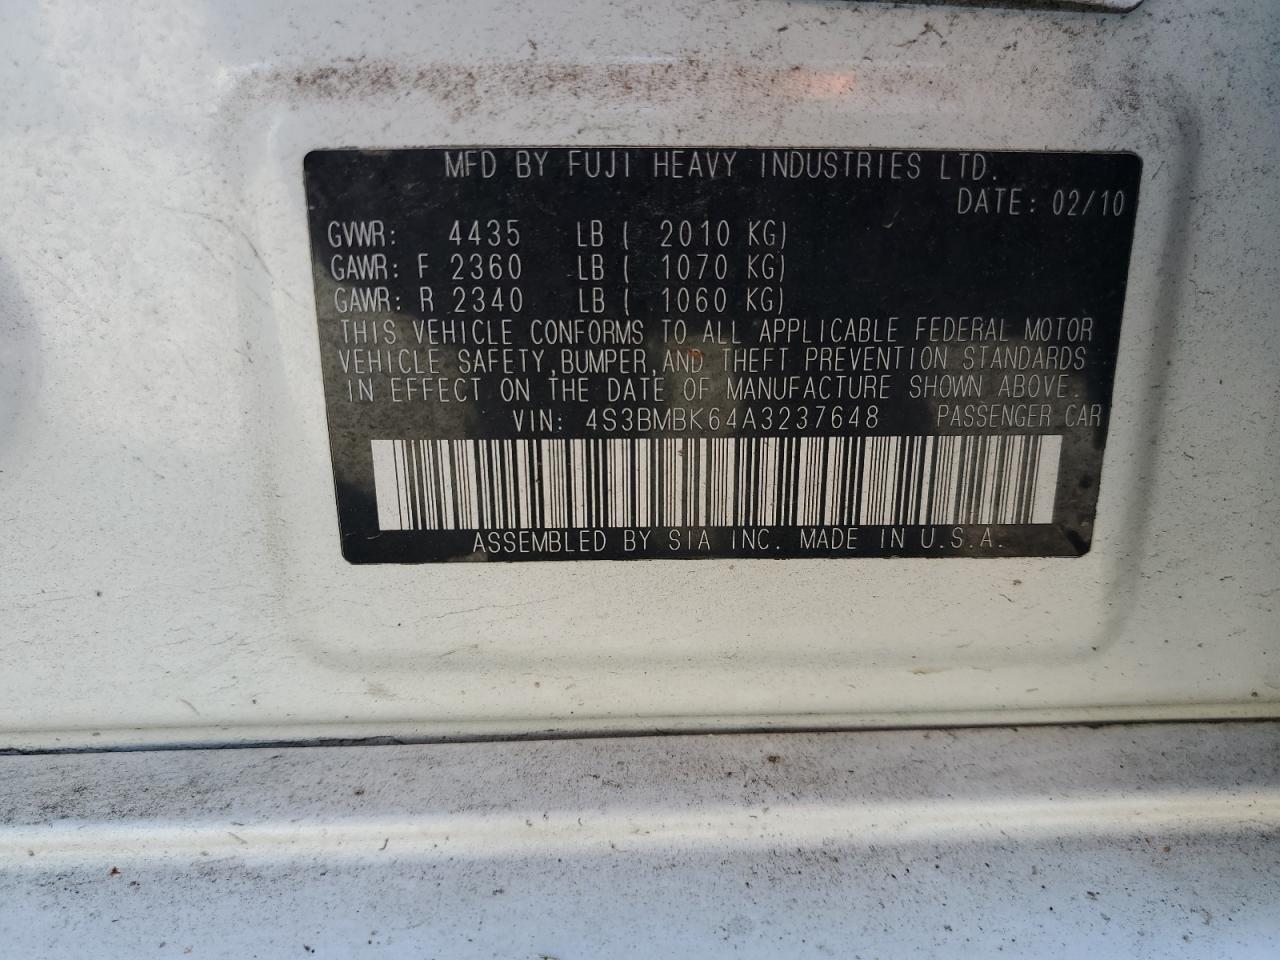 MFD BY FUJI HEAVY INDUSTRIES LTD.
DATE: 02/10
GVWR: 4435 LB ( 2010 KG)
GAWR: F 2360 LB ( 1070 KG)
GAWR: R 2340 LB ( 1060 KG)
THIS VEHICLE CONFORMS TO ALL APPLICABLE FEDERAL MOTOR
VEHICLE SAFETY, BUMPER, AND THEFT PREVENTION STANDARDS
IN EFFECT ON THE DATE OF MANUFACTURE SHOWN ABOVE.
VIN: 4S3BMBK64A3237648 PASSENGER CAR
ASSEMBLED BY SIA INC. MADE IN U.S.A.